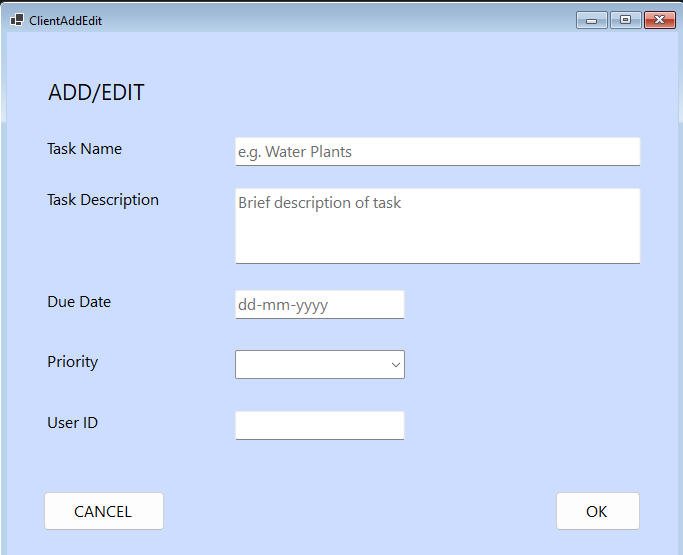 ClientAddEdit
ADD/EDIT
Task Name
e.g. Water Plants
Task Description
Brief description of task
Due Date
dd-mm-yyyy
Priority
User ID
CANCEL
OK